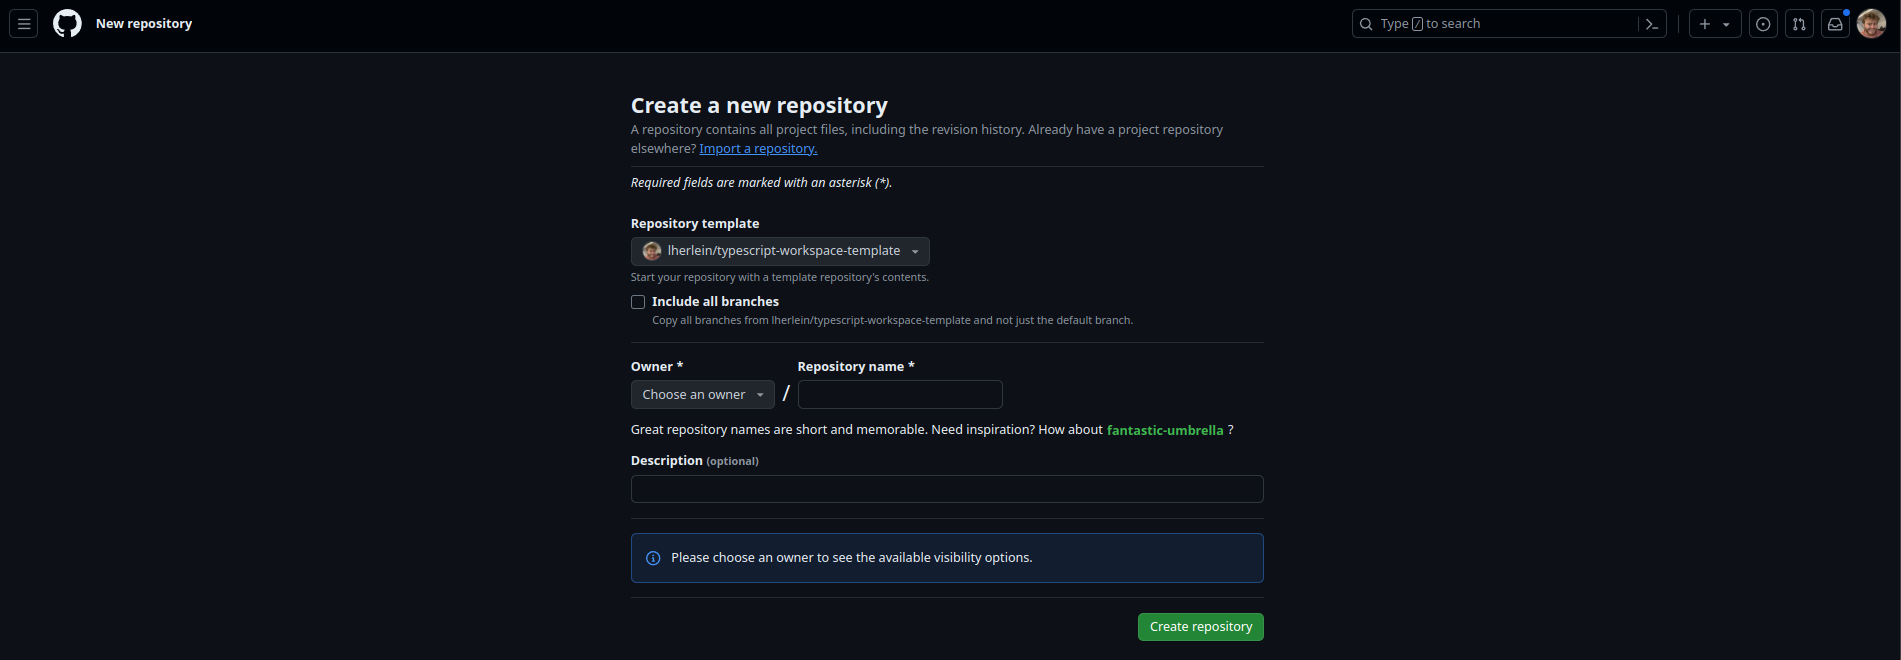 New repository
Type / to search
Create a new repository
A repository contains all project files, including the revision history. Already have a project repository
elsewhere? Import a repository.
Required fields are marked with an asterisk (*).
Repository template
lherlein/typescript-workspace-template
Start your repository with a template repository's contents.
Include all branches
Copy all branches from lherlein/typescript-workspace-template and not just the default branch.
Owner * Repository name *
Choose an owner /
Great repository names are short and memorable. Need inspiration? How about fantastic-umbrella ?
Description (optional)
Please choose an owner to see the available visibility options.
Create repository